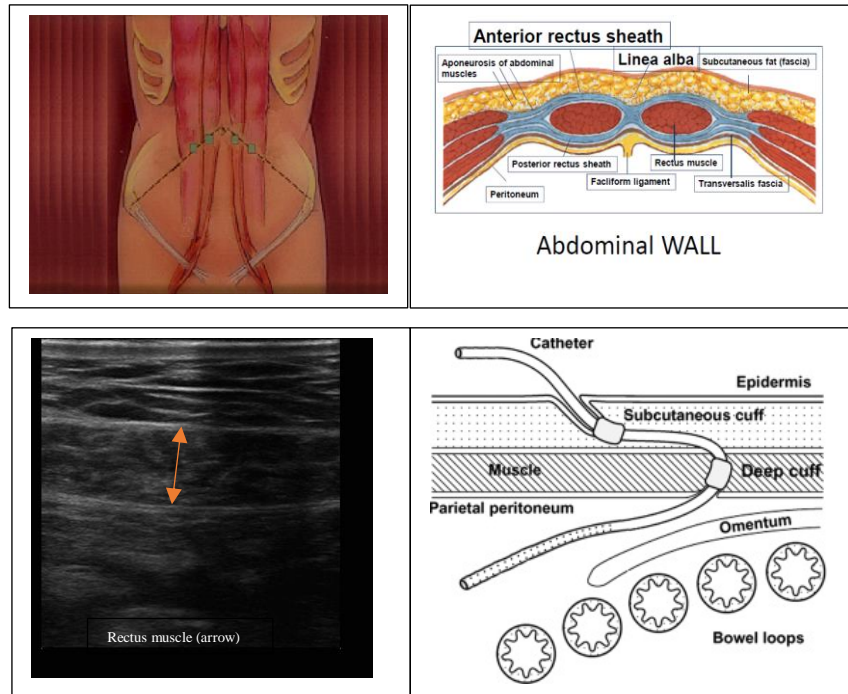 Anterior rectus sheath
Aponeurosis of abdominal
muscles
Linea alba
Subcutaneous fat (fascia)
Posterior rectus sheath
Rectus muscle
Peritoneum
Facliform ligament
Transversalis fascia
Abdominal WALL
Rectus muscle (arrow)
Catheter
Epidermis
Subcutaneous cuff
Muscle
Deep cuff
Parietal peritoneum
Omentum
Bowel loops